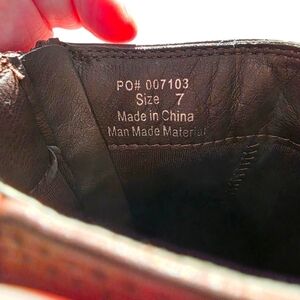 PO# 007103
Size 7
Made in China
Man Made Material